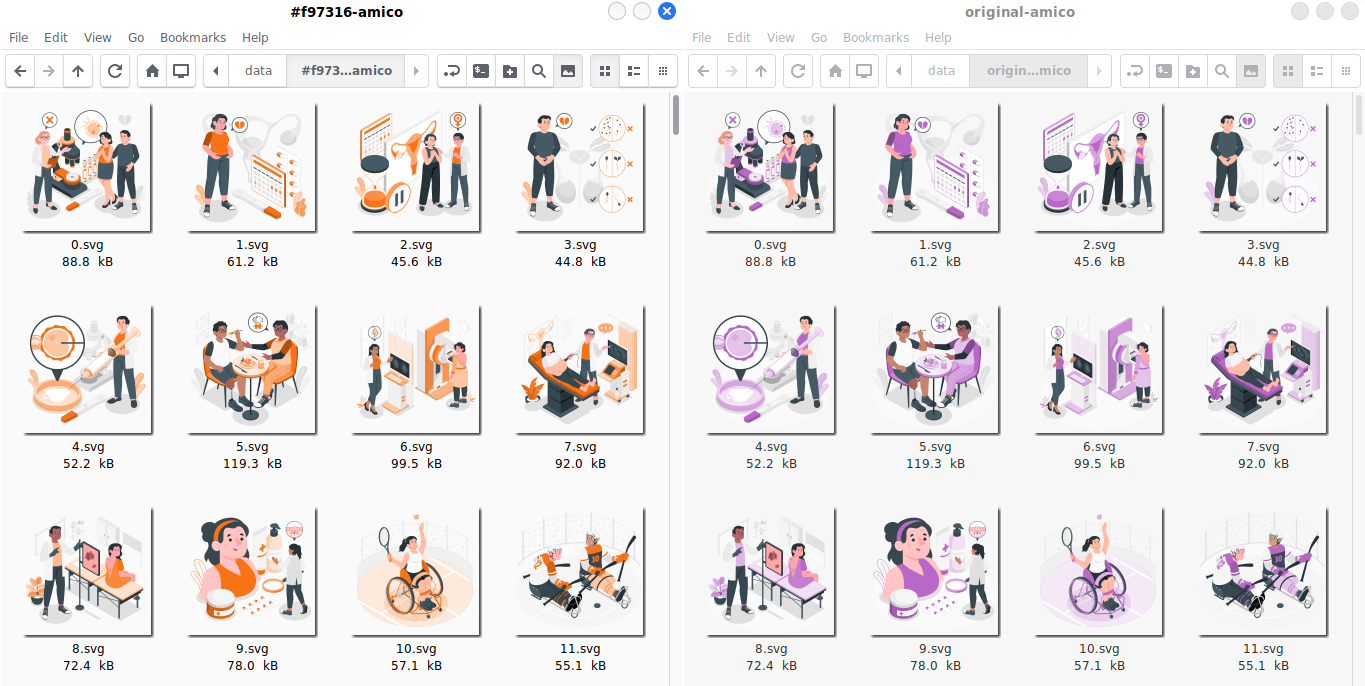 #f97316-amico
File Edit View Go Bookmarks Help
data #f973...amico
0.svg 1.svg 2.svg 3.svg
88.8 kB 61.2 kB 45.6 kB 44.8 kB
4.svg 5.svg 6.svg 7.svg
52.2 kB 119.3 kB 99.5 kB 92.0 kB
8.svg 9.svg 10.svg 11.svg
72.4 kB 78.0 kB 57.1 kB 55.1 kB
original-amico
File Edit View Go Bookmarks Help
data origin...mico
0.svg 1.svg 2.svg 3.svg
88.8 kB 61.2 kB 45.6 kB 44.8 kB
4.svg 5.svg 6.svg 7.svg
52.2 kB 119.3 kB 99.5 kB 92.0 kB
8.svg 9.svg 10.svg 11.svg
72.4 kB 78.0 kB 57.1 kB 55.1 kB